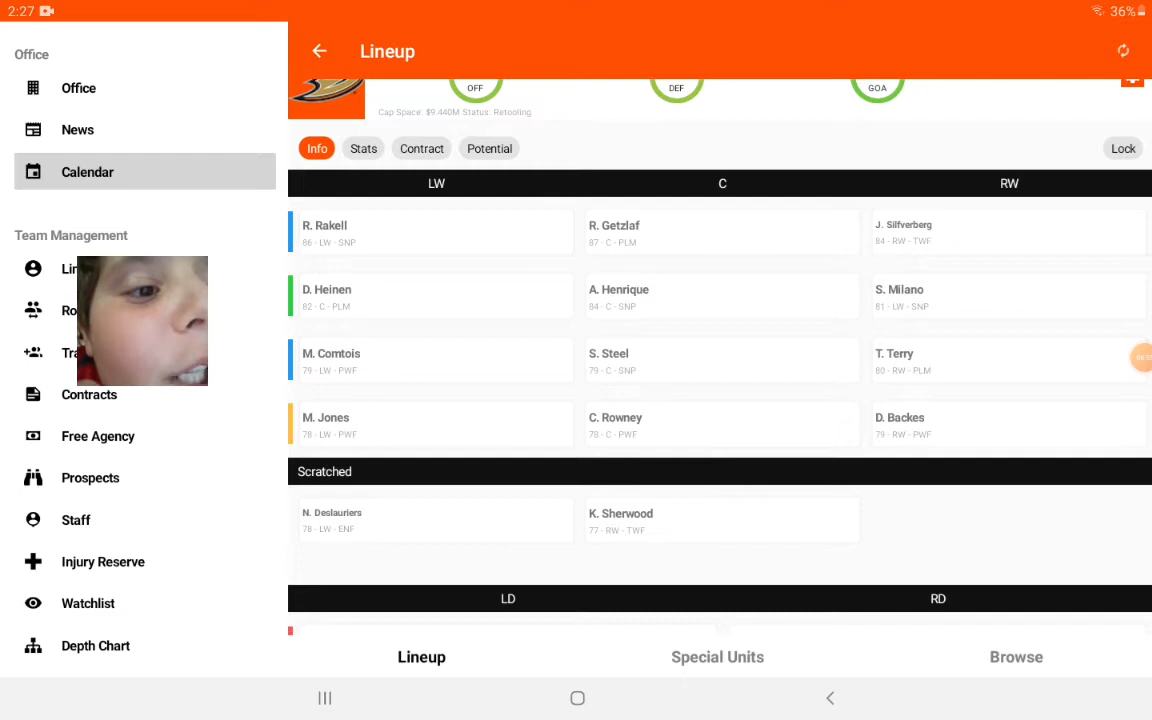 2:27
36%
Office
Office
News
Calendar
Team Management
Lin
Ro
Tra
Contracts
Free Agency
Prospects
Staff
Injury Reserve
Watchlist
Depth Chart
Lineup
OFF
DEF
GOA
Cap Space: $9.440M Status: Retooling
Info
Stats
Contract
Potential
Lock
LW
C
RW
R. Rakell
86 - LW - SNP
R. Getzlaf
87 - C - PLM
J. Silfverberg
84 - RW - TWF
D. Heinen
82 - C - PLM
A. Henrique
84 - C - SNP
S. Milano
81 - LW - SNP
M. Comtois
79 - LW - PWF
S. Steel
79 - C - SNP
T. Terry
80 - RW - PLM
M. Jones
78 - LW - PWF
C. Rowney
78 - C - PWF
D. Backes
79 - RW - PWF
Scratched
N. Deslauriers
78 - LW - ENF
K. Sherwood
77 - RW - TWF
LD
RD
Lineup
Special Units
Browse